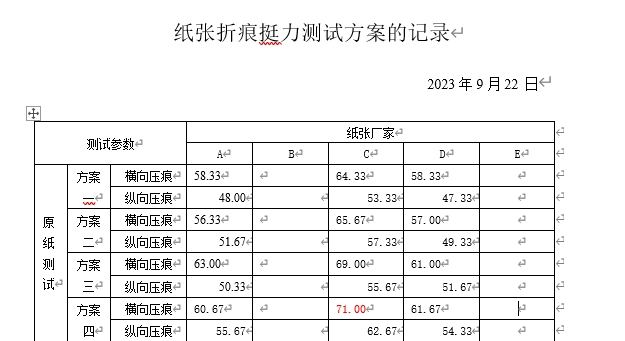 纸张折痕挺力测试方案的记录
2023 年 9 月 22 日
测试参数 纸张厂家
A B C D E
原纸测试
方案一 横向压痕 58.33 64.33 58.33
纵向压痕 48.00 53.33 47.33
方案二 横向压痕 56.33 65.67 57.00
纵向压痕 51.67 57.33 49.33
方案三 横向压痕 63.00 69.00 61.00
纵向压痕 50.33 55.67 51.67
方案四 横向压痕 60.67 71.00 61.67
纵向压痕 55.67 62.67 54.33